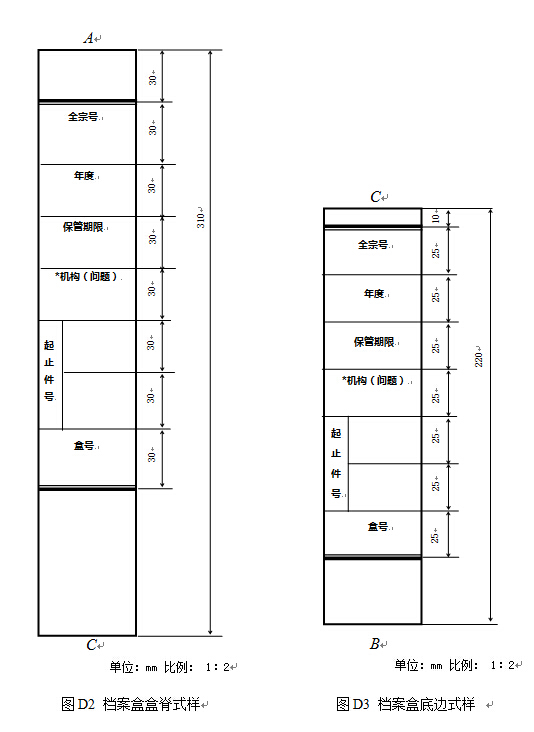 A
30
全宗号
30
年度
30
保管期限
30
310
*机构（问题）
30
起
止
件
号
30
30
盒号
30
C
单位：mm 比例： 1：2
图 D2 档案盒盒脊式样
C
10
全宗号
25
年度
25
保管期限
25
220
*机构（问题）
25
起
止
件
号
25
25
盒号
25
B
单位：mm 比例： 1：2
图 D3 档案盒底边式样